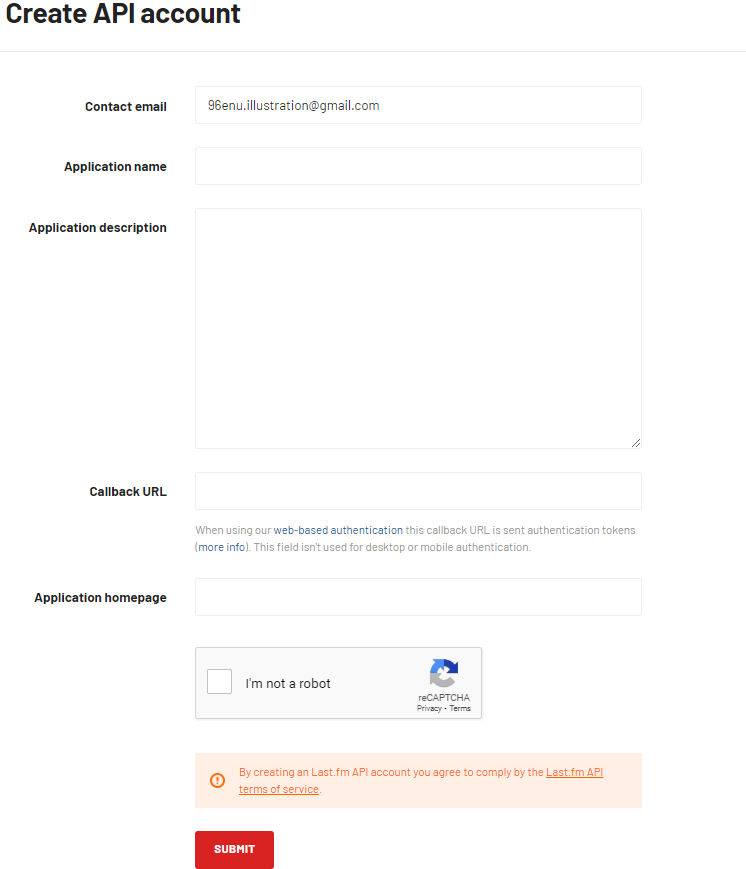 Create API account
Contact email
96enu.illustration@gmail.com
Application name
Application description
Callback URL
When using our web-based authentication this callback URL is sent authentication tokens
(more info). This field isn't used for desktop or mobile authentication.
Application homepage
I'm not a robot
reCAPTCHA
Privacy - Terms
By creating an Last.fm API account you agree to comply by the Last.fm API
terms of service.
SUBMIT